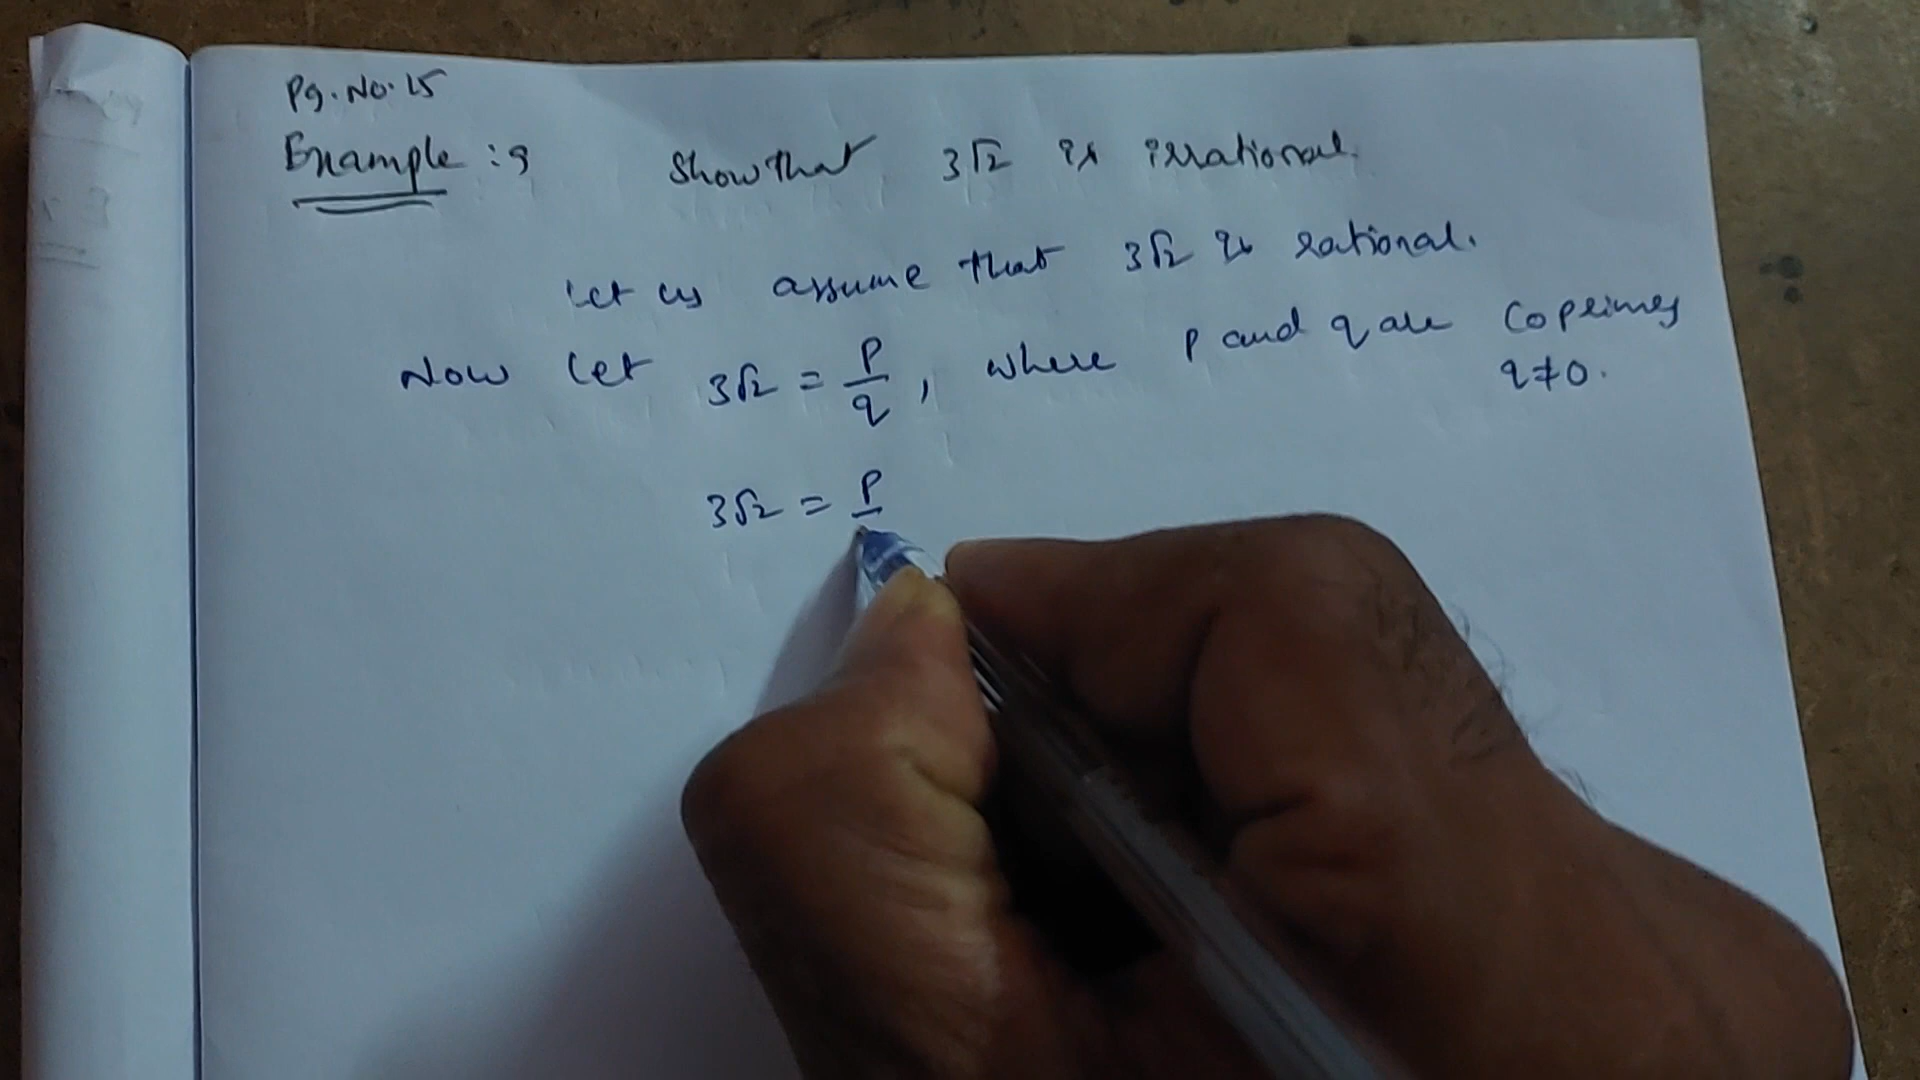 Pg. No. 15
Example : 9 Show that 3√2 is irrational.
Let us assume that 3√2 is rational.
Now let 3√2 = p/q, where p and q are coprimes
q≠0.
3√2 = p